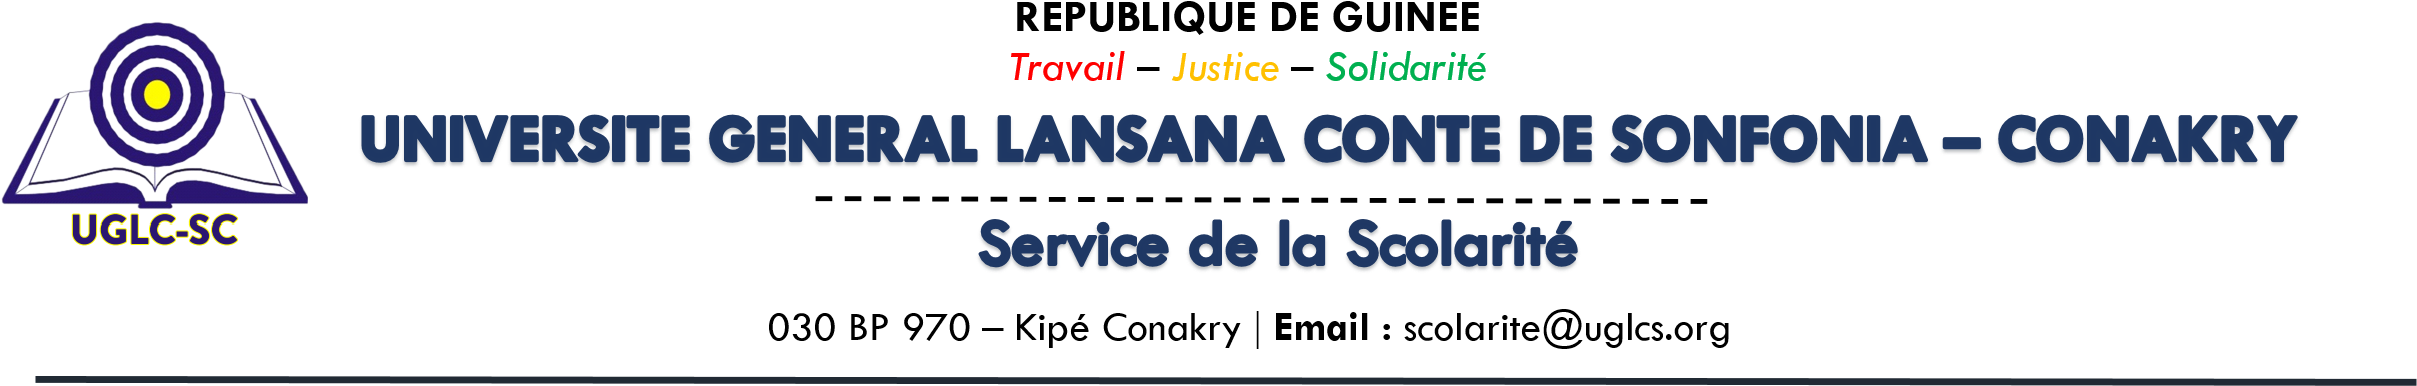 REPUBLIQUE DE GUINEE
Travail – Justice – Solidarité
UNIVERSITE GENERAL LANSANA CONTE DE SONFONIA – CONAKRY
Service de la Scolarité
UGLC-SC
030 BP 970 – Kipé Conakry | Email : scolarite@uglcs.org